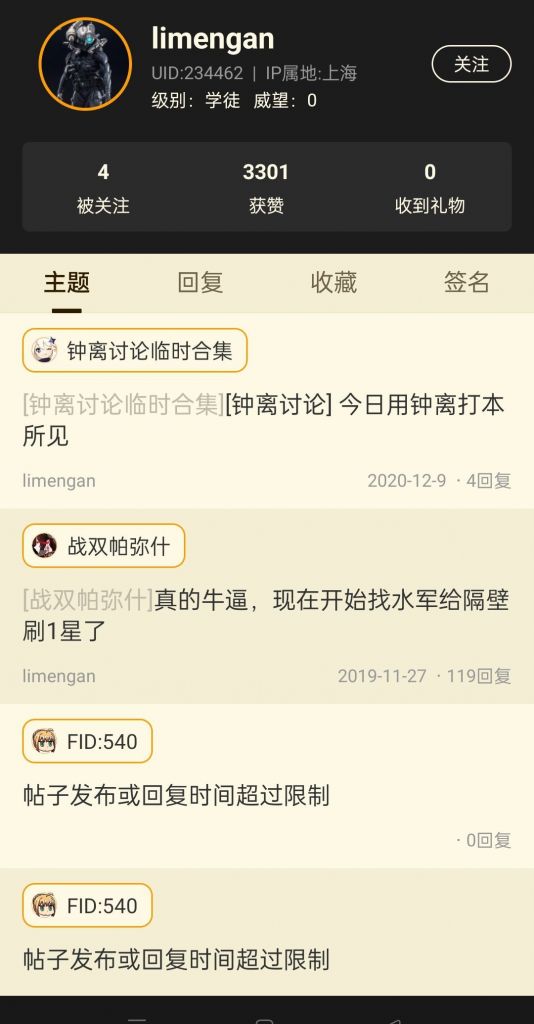 limengan
UID:234462 | IP属地:上海
关注
级别：学徒 威望：0
4
3301
0
被关注
获赞
收到礼物
主题
回复
收藏
签名
钟离讨论临时合集
[钟离讨论临时合集][钟离讨论] 今日用钟离打本
所见
limengan
2020-12-9 · 4回复
战双帕弥什
[战双帕弥什]真的牛逼，现在开始找水军给隔壁
刷1星了
limengan
2019-11-27 · 119回复
FID:540
帖子发布或回复时间超过限制
· 0回复
FID:540
帖子发布或回复时间超过限制